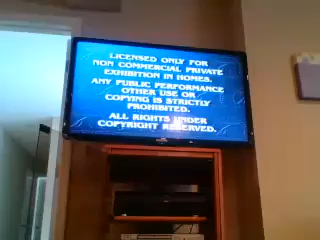 LICENSED ONLY FOR
NON COMMERCIAL PRIVATE
EXHIBITION IN HOMES.
ANY PUBLIC PERFORMANCE
OTHER USE OR
COPYING IS STRICTLY
PROHIBITED.
ALL RIGHTS UNDER
COPYRIGHT RESERVED.